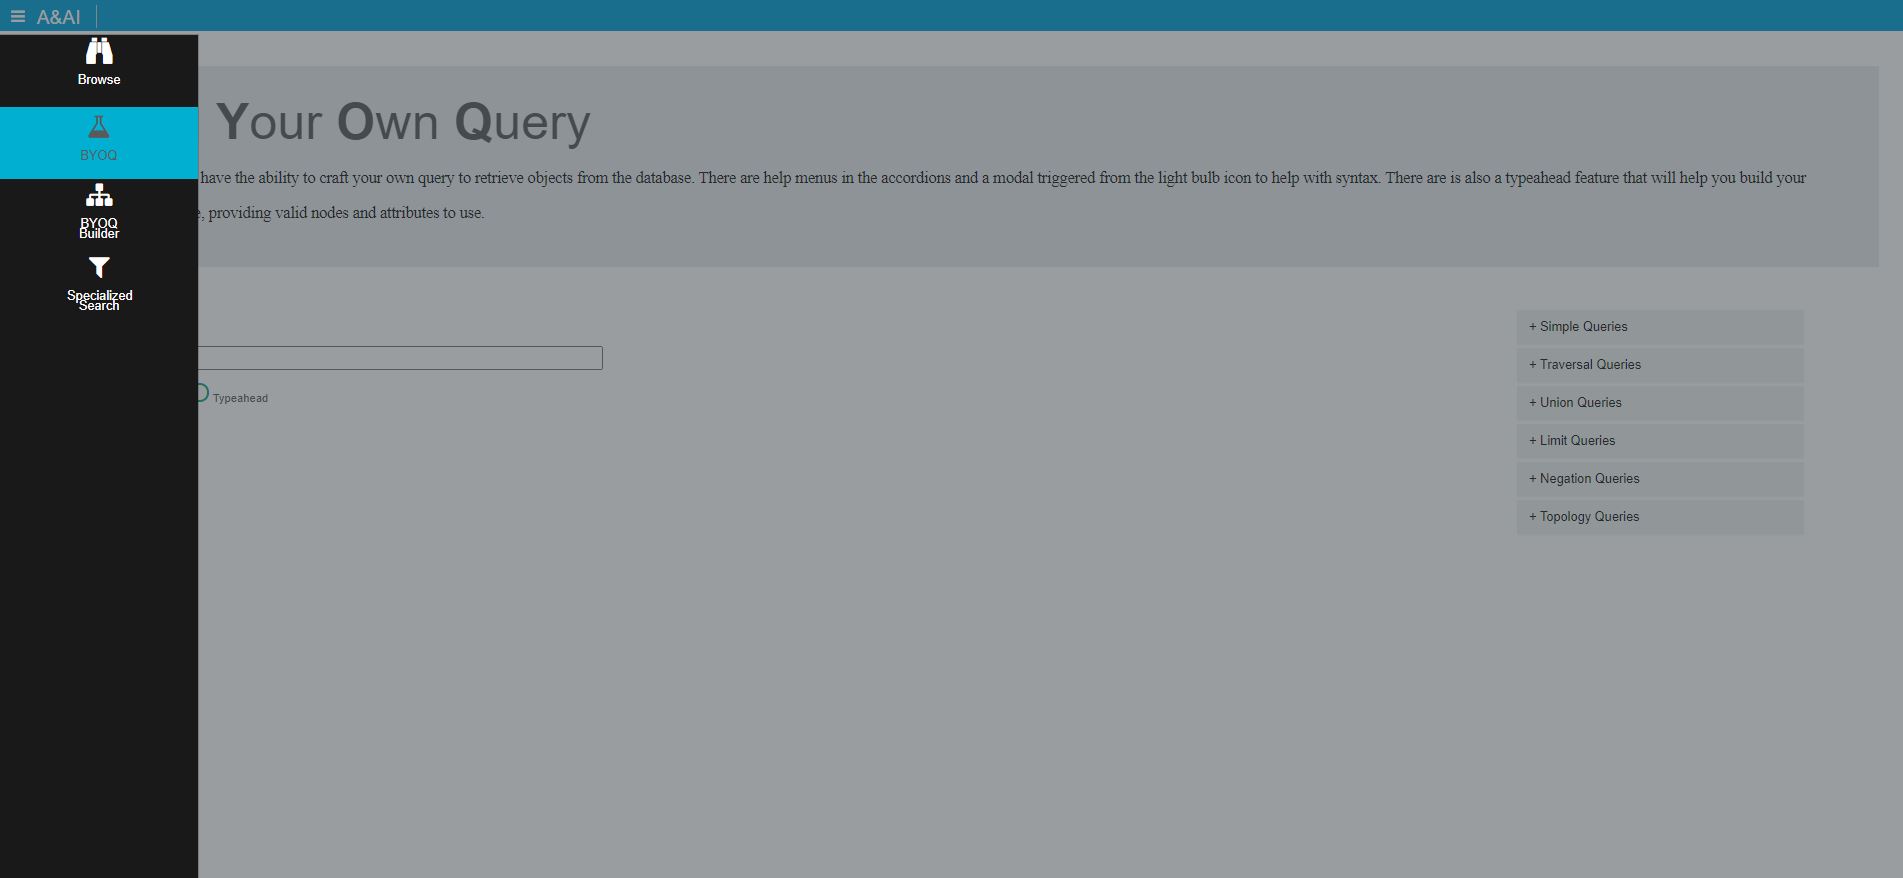 A&AI
Browse
BYOQ
BYOQ
Builder
Specialized
Search
Your Own Query
have the ability to craft your own query to retrieve objects from the database. There are help menus in the accordions and a modal triggered from the light bulb icon to help with syntax. There are is also a typeahead feature that will help you build your
, providing valid nodes and attributes to use.
Typeahead
+ Simple Queries
+ Traversal Queries
+ Union Queries
+ Limit Queries
+ Negation Queries
+ Topology Queries